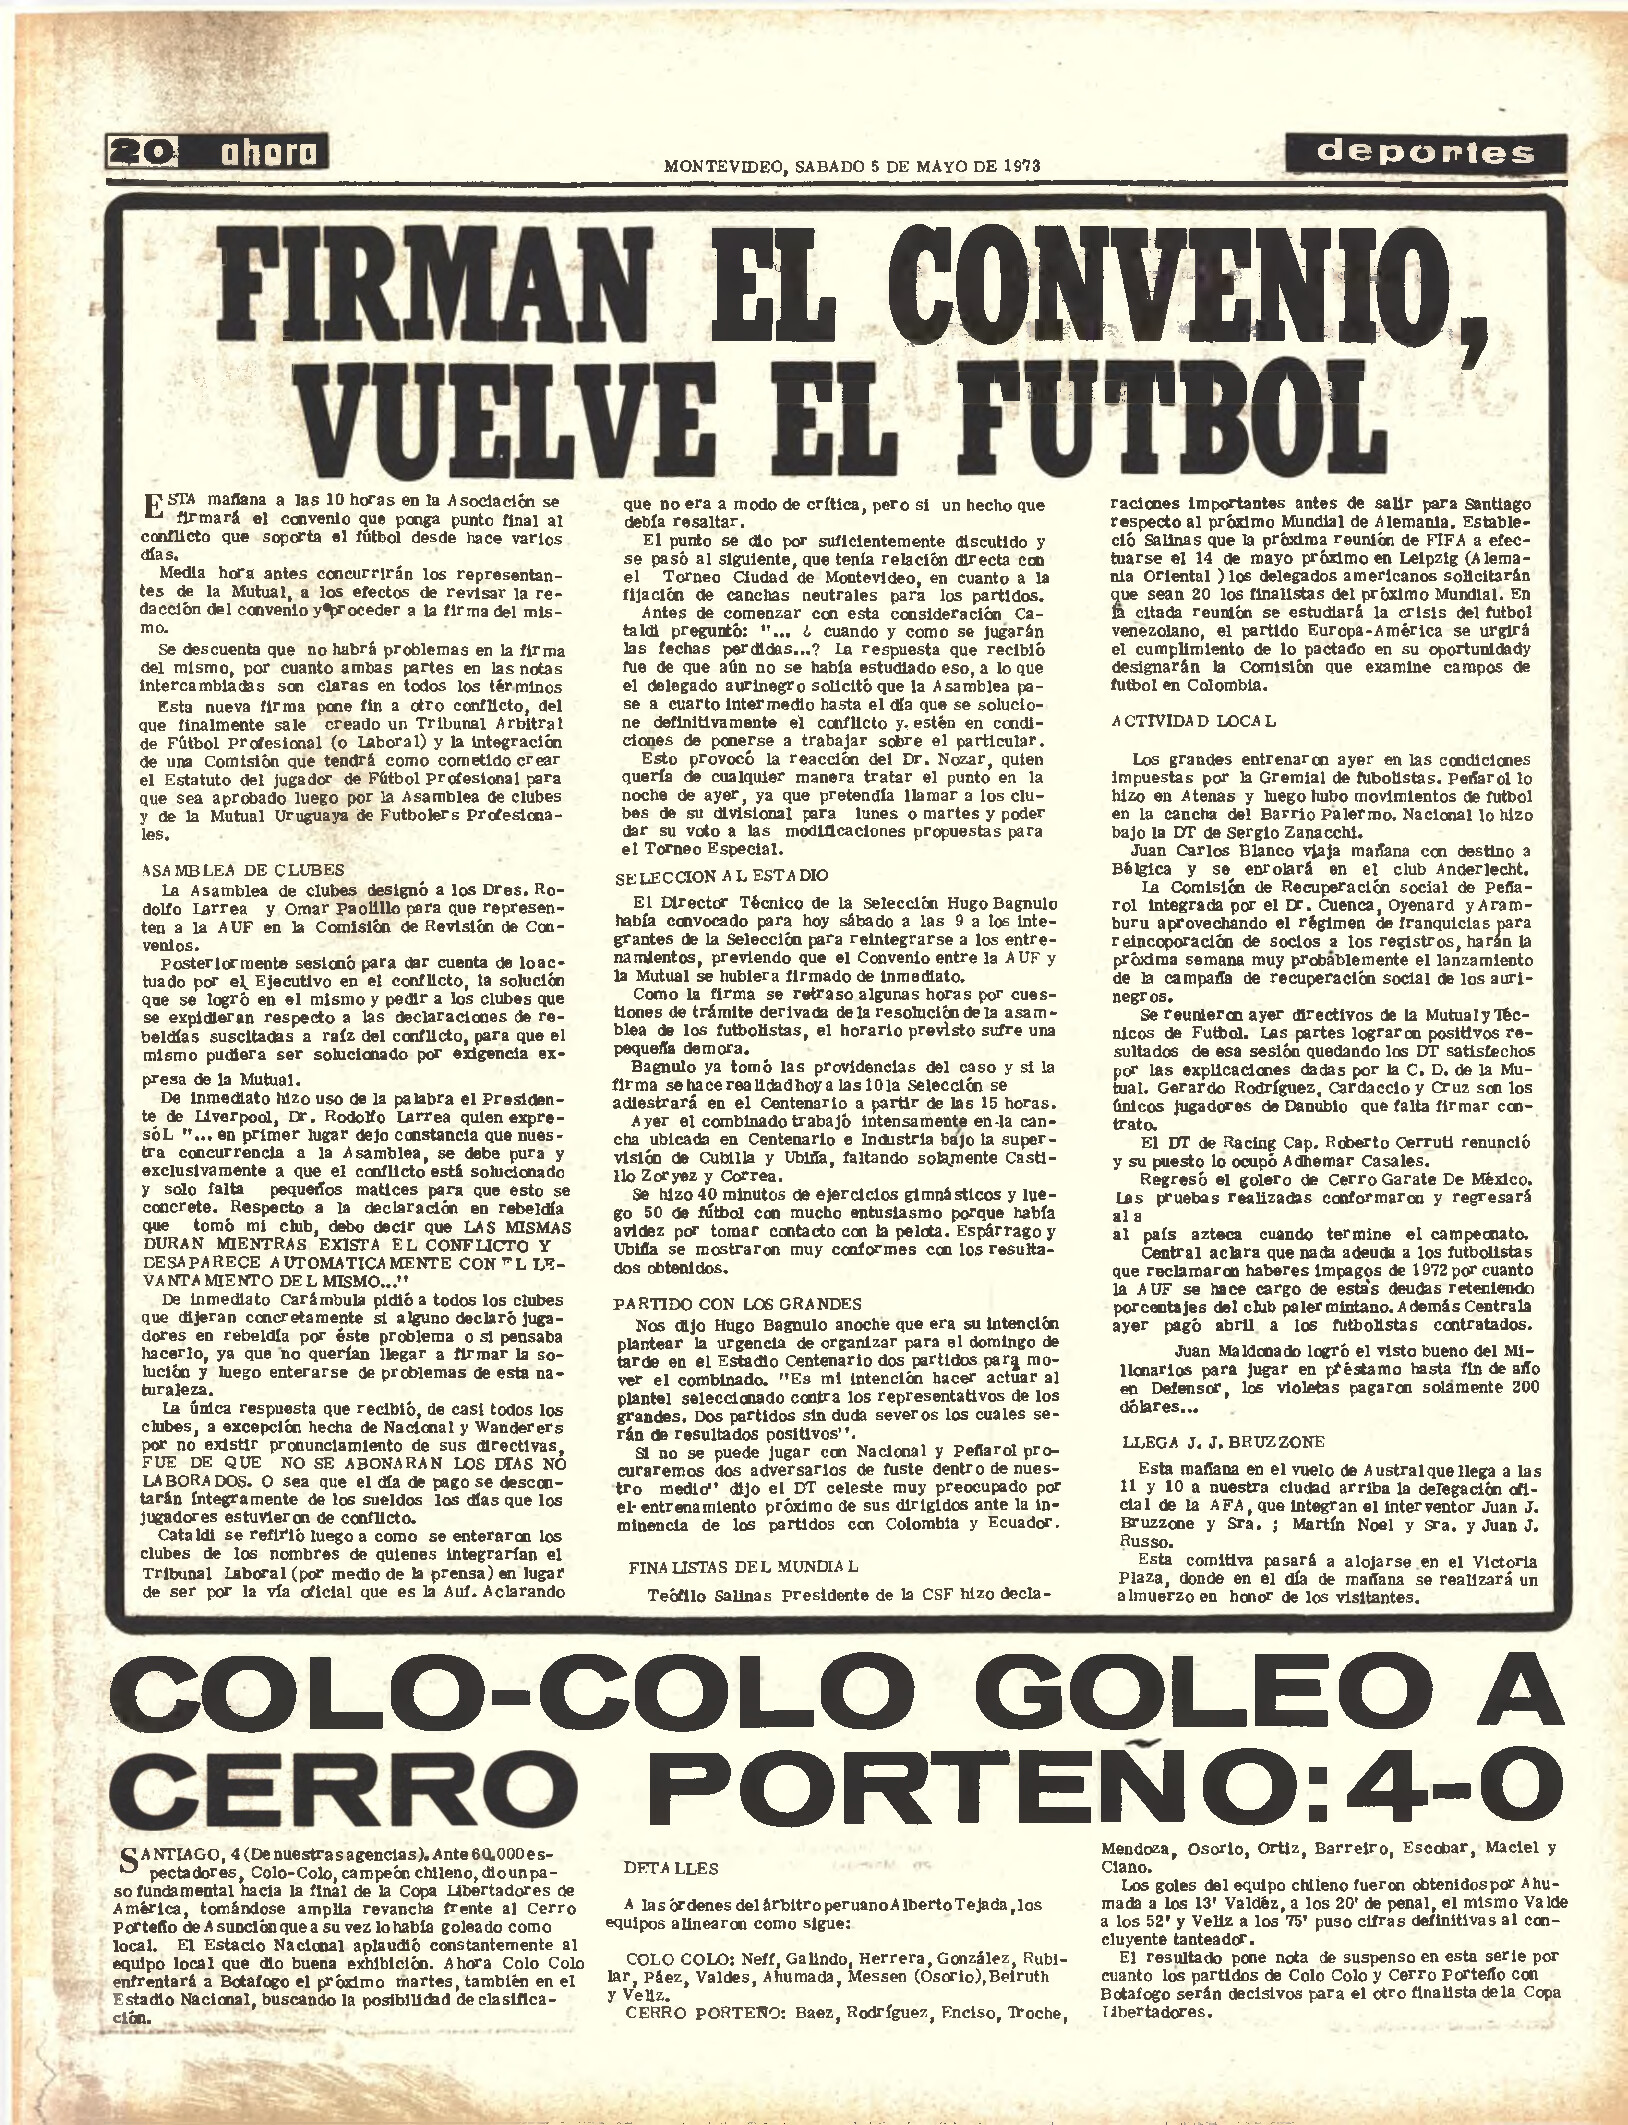 20 ahora
MONTEVIDEO, SABADO 5 DE MAYO DE 1973
deportes
FIRMAN EL CONVENIO,
VUELVE EL FUTBOL
ESTA mañana a las 10 horas en la Asociación se
firmará el convenio que ponga punto final al
conflicto que soporta el fútbol desde hace varios
días.
Media hora antes concurrirán los representan-
tes de la Mutual, a los efectos de revisar la re-
dacción del convenio y proceder a la firma del mis-
mo.
Se descuenta que no habrá problemas en la firma
del mismo, por cuanto ambas partes en las notas
intercambiadas son claras en todos los términos
Esta nueva firma pone fin a otro conflicto, del
que finalmente sale creado un Tribunal Arbitral
de Fútbol Profesional (o Laboral) y la integración
de una Comisión que tendrá como cometido crear
el Estatuto del jugador de Fútbol Profesional para
que sea aprobado luego por la Asamblea de clubes
y de la Mutual Uruguaya de Futbolers Profesiona-
les.
ASAMBLEA DE CLUBES
La Asamblea de clubes designó a los Dres. Ro-
dolfo Larrea y Omar Paolillo para que represen-
ten a la AUF en la Comisión de Revisión de Con-
venios.
Posteriormente sesionó para dar cuenta de lo ac-
tuado por el Ejecutivo en el conflicto, la solución
que se logró en el mismo y pedir a los clubes que
se expidieran respecto a las declaraciones de re-
beldías suscitadas a raíz del conflicto, para que el
mismo pudiera ser solucionado por exigencia ex-
presa de la Mutual.
De inmediato hizo uso de la palabra el Presiden-
te de Liverpool, Dr. Rodolfo Larrea quien expre-
sóL "... en primer lugar dejo constancia que nues-
tra concurrencia a la Asamblea, se debe pura y
exclusivamente a que el conflicto está solucionado
y solo falta pequeños matices para que esto se
concrete. Respecto a la declaración en rebeldía
que tomó mi club, debo decir que LAS MISMAS
DURAN MIENTRAS EXISTA EL CONFLICTO Y
DESAPARECE AUTOMATICAMENTE CON EL LE-
VANTAMIENTO DEL MISMO..."
De inmediato Carámbula pidió a todos los clubes
que dijeran concretamente si alguno declaró juga-
dores en rebeldía por éste problema o si pensaba
hacerlo, ya que no querían llegar a firmar la so-
lución y luego enterarse de problemas de esta na-
turaleza.
La única respuesta que recibió, de casi todos los
clubes, a excepción hecha de Nacional y Wanderers
por no existir pronunciamiento de sus directivas,
FUE DE QUE NO SE ABONARAN LOS DIAS NO
LABORADOS. O sea que el día de pago se descon-
tarán íntegramente de los sueldos los días que los
jugadores estuvieron de conflicto.
Cataldi se refirió luego a como se enteraron los
clubes de los nombres de quienes integrarían el
Tribunal Laboral (por medio de la prensa) en lugar
de ser por la vía oficial que es la Auf. Aclarando
que no era a modo de crítica, pero si un hecho que
debía resaltar.
El punto se dio por suficientemente discutido y
se pasó al siguiente, que tenía relación directa con
el Torneo Ciudad de Montevideo, en cuanto a la
fijación de canchas neutrales para los partidos.
Antes de comenzar con esta consideración Ca-
taldi preguntó: "... ¿ cuando y como se jugarán
las fechas perdidas...? La respuesta que recibió
fue de que aún no se había estudiado eso, a lo que
el delegado aurinegro solicitó que la Asamblea pa-
se a cuarto intermedio hasta el día que se solucio-
ne definitivamente el conflicto y. estén en condi-
ciones de ponerse a trabajar sobre el particular.
Esto provocó la reacción del Dr. Nozar, quien
quería de cualquier manera tratar el punto en la
noche de ayer, ya que pretendía llamar a los clu-
bes de su divisional para lunes o martes y poder
dar su voto a las modificaciones propuestas para
el Torneo Especial.
SELECCION AL ESTADIO
El Director Técnico de la Selección Hugo Bagnulo
había convocado para hoy sábado a las 9 a los inte-
grantes de la Selección para reintegrarse a los entre-
namientos, previendo que el Convenio entre la AUF y
la Mutual se hubiera firmado de inmediato.
Como la firma se retraso algunas horas por cues-
tiones de trámite derivada de la resolución de la asam-
blea de los futbolistas, el horario previsto sufre una
pequeña demora.
Bagnulo ya tomó las providencias del caso y si la
firma se hace realidad hoy a las 10 la Selección se
adiestrará en el Centenario a partir de las 15 horas.
Ayer el combinado trabajó intensamente en la can-
cha ubicada en Centenario e Industria bajo la super-
visión de Cubilla y Ubiña, faltando solamente Casti-
llo Zoryez y Correa.
Se hizo 40 minutos de ejercicios gimnásticos y lue-
go 50 de fútbol con mucho entusiasmo porque había
avidez por tomar contacto con la pelota. Espárrago y
Ubiña se mostraron muy conformes con los resulta-
dos obtenidos.
PARTIDO CON LOS GRANDES
Nos dijo Hugo Bagnulo anoche que era su intención
plantear la urgencia de organizar para el domingo de
tarde en el Estadio Centenario dos partidos para mo-
ver el combinado. "Es mi intención hacer actuar al
plantel seleccionado contra los representativos de los
grandes. Dos partidos sin duda severos los cuales se-
rán de resultados positivos".
Si no se puede jugar con Nacional y Peñarol pro-
curaremos dos adversarios de fuste dentro de nues-
tro medio" dijo el DT celeste muy preocupado por
el entrenamiento próximo de sus dirigidos ante la in-
minencia de los partidos con Colombia y Ecuador.
FINALISTAS DEL MUNDIAL
Teófilo Salinas Presidente de la CSF hizo decla-
raciones importantes antes de salir para Santiago
respecto al próximo Mundial de Alemania. Estable-
ció Salinas que la próxima reunión de FIFA a efec-
tuarse el 14 de mayo próximo en Leipzig (Alema-
nia Oriental ) los delegados americanos solicitarán
que sean 20 los finalistas del próximo Mundial. En
la citada reunión se estudiará la crisis del futbol
venezolano, el partido Europa-América se urgirá
el cumplimiento de lo pactado en su oportunidady
designarán la Comisión que examine campos de
futbol en Colombia.
ACTIVIDAD LOCAL
Los grandes entrenaron ayer en las condiciones
impuestas por la Gremial de fubolistas. Peñarol lo
hizo en Atenas y luego hubo movimientos de futbol
en la cancha del Barrio Palermo. Nacional lo hizo
bajo la DT de Sergio Zanacchi.
Juan Carlos Blanco viaja mañana con destino a
Bélgica y se enrolará en el club Anderlecht.
La Comisión de Recuperación social de Peña-
rol integrada por el Dr. Cuenca, Oyenard y Aram-
buru aprovechando el régimen de franquicias para
reincoporación de socios a los registros, harán la
próxima semana muy probablemente el lanzamiento
de la campaña de recuperación social de los auri-
negros.
Se reunieron ayer directivos de la Mutual y Téc-
nicos de Futbol. Las partes lograron positivos re-
sultados de esa sesión quedando los DT satisfechos
por las explicaciones dadas por la C. D. de la Mu-
tual. Gerardo Rodríguez, Cardaccio y Cruz son los
únicos jugadores de Danubio que falta firmar con-
trato.
El DT de Racing Cap. Roberto Cerruti renunció
y su puesto lo ocupó Adhemar Casales.
Regresó el golero de Cerro Garate De México.
Las pruebas realizadas conformaron y regresará
al a
al país azteca cuando termine el campeonato.
Central aclara que nada adeuda a los futbolistas
que reclamaron haberes impagos de 1972 por cuanto
la AUF se hace cargo de estas deudas reteniendo
porcentajes del club palermintano. Además Centrala
ayer pagó abril a los futbolistas contratados.
Juan Maldonado logró el visto bueno del Mi-
llonarios para jugar en préstamo hasta fin de año
en Defensor, los violetas pagaron solámente 200
dólares...
LLEGA J. J. BRUZZONE
Esta mañana en el vuelo de Austral que llega a las
11 y 10 a nuestra ciudad arriba la delegación ofi-
cial de la AFA, que integran el interventor Juan J.
Bruzzone y Sra. ; Martín Noel y Sra. y Juan J.
Russo.
Esta comitiva pasará a alojarse en el Victoria
Plaza, donde en el día de mañana se realizará un
almuerzo en honor de los visitantes.
COLO-COLO GOLEO A
CERRO PORTEÑO: 4-0
SANTIAGO, 4 (De nuestras agencias). Ante 60.000 es-
pectadores, Colo-Colo, campeón chileno, dio un pa-
so fundamental hacia la final de la Copa Libertadores de
América, tomándose amplia revancha frente al Cerro
Porteño de Asunción que a su vez lo había goleado como
local. El Estacio Nacional aplaudió constantemente al
equipo local que dio buena exhibición. Ahora Colo Colo
enfrentará a Botafogo el próximo martes, también en el
Estadio Nacional, buscando la posibilidad de clasifica-
ción.
DETALLES
A las órdenes del árbitro peruano Alberto Tejada, los
equipos alinearon como sigue:
COLO COLO: Neff, Galindo, Herrera, González, Rubi-
lar, Páez, Valdes, Ahumada, Messen (Osorio), Beiruth
y Veliz.
CERRO PORTEÑO: Baez, Rodríguez, Enciso, Troche,
Mendoza, Osorio, Ortiz, Barreiro, Escobar, Maciel y
Ciano.
Los goles del equipo chileno fueron obtenidos por Ahu-
mada a los 13' Valdéz, a los 20' de penal, el mismo Valde
a los 52' y Veliz a los 75' puso cifras definitivas al con-
cluyente tanteador.
El resultado pone nota de suspenso en esta serie por
cuanto los partidos de Colo Colo y Cerro Porteño con
Botafogo serán decisivos para el otro finalista de la Copa
Libertadores.